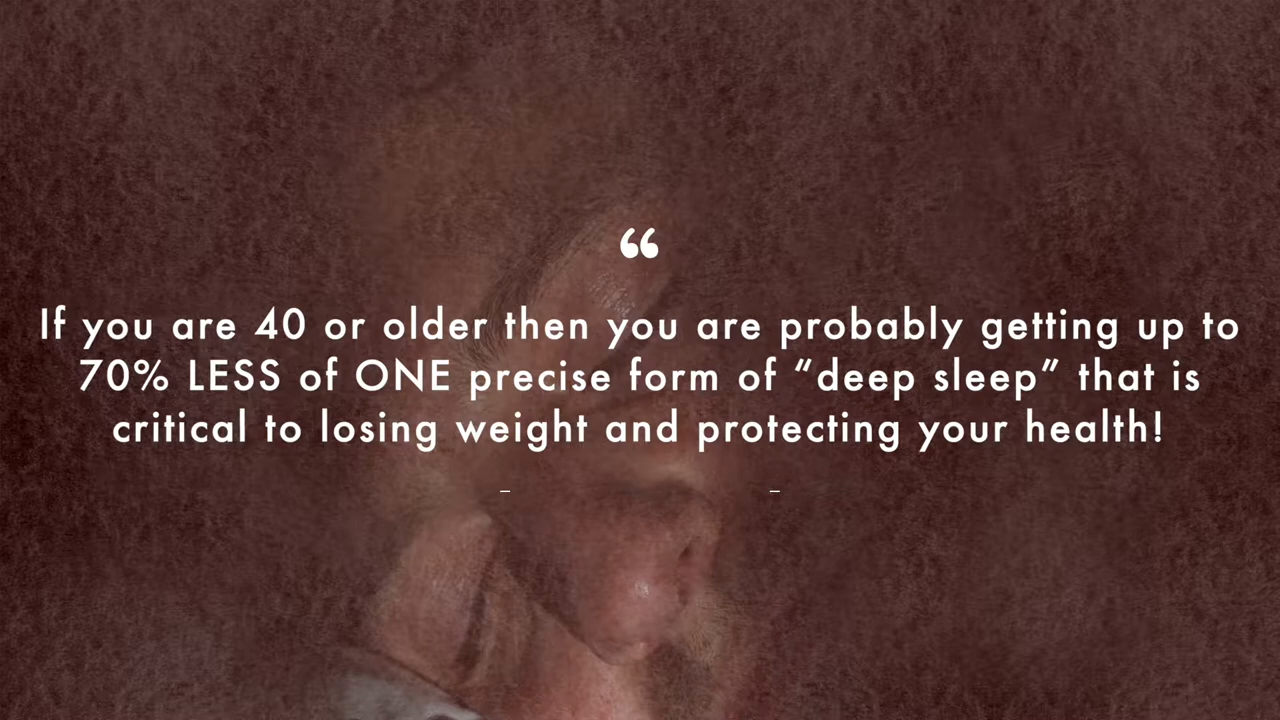 “
If you are 40 or older then you are probably getting up to
70% LESS of ONE precise form of “deep sleep” that is
critical to losing weight and protecting your health!
– –